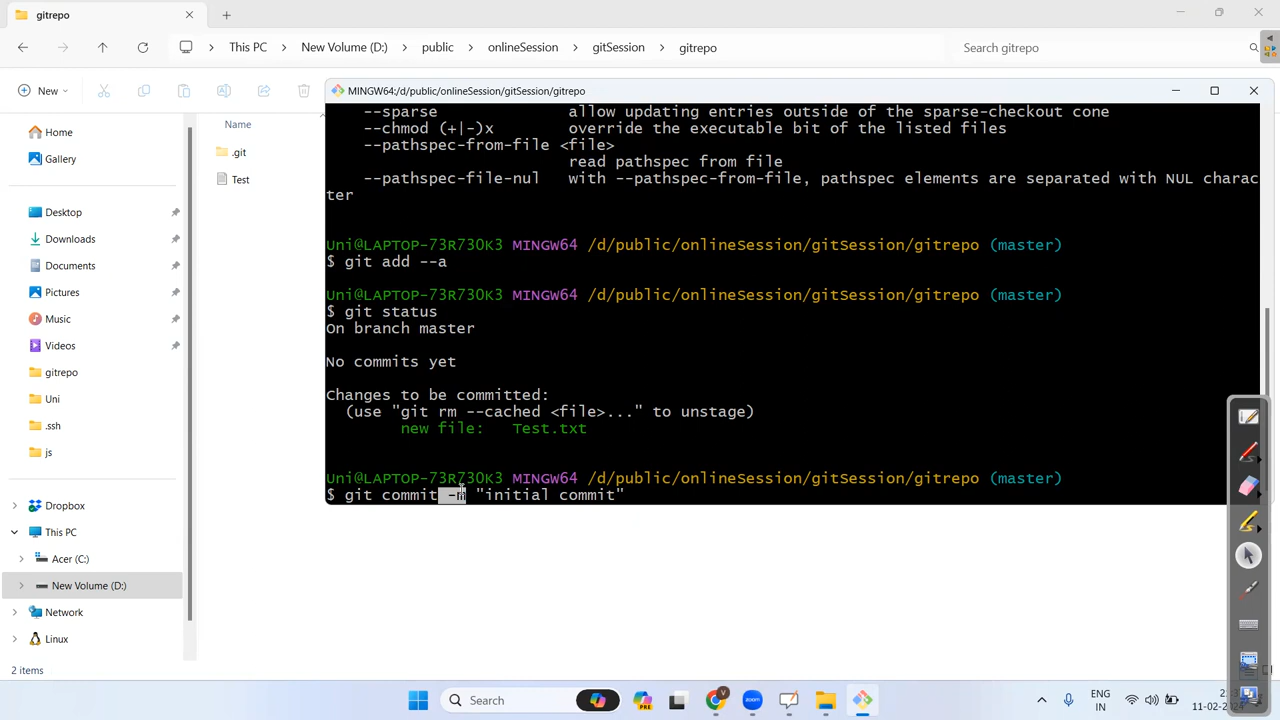 gitrepo
This PC > New Volume (D:) > public > onlineSession > gitSession > gitrepo
Search gitrepo
New
Name
.git
Test
Home
Gallery
Desktop
Downloads
Documents
Pictures
Music
Videos
gitrepo
Uni
.ssh
js
Dropbox
This PC
Acer (C:)
New Volume (D:)
Network
Linux
2 items
MINGW64:/d/public/onlineSession/gitSession/gitrepo
--sparse allow updating entries outside of the sparse-checkout cone
--chmod (+|-)x override the executable bit of the listed files
--pathspec-from-file <file>
read pathspec from file
--pathspec-file-nul with --pathspec-from-file, pathspec elements are separated with NUL charac
ter
Uni@LAPTOP-73R730K3 MINGW64 /d/public/onlineSession/gitSession/gitrepo (master)
$ git add --a
Uni@LAPTOP-73R730K3 MINGW64 /d/public/onlineSession/gitSession/gitrepo (master)
$ git status
On branch master
No commits yet
Changes to be committed:
(use "git rm --cached <file>..." to unstage)
new file: Test.txt
Uni@LAPTOP-73R730K3 MINGW64 /d/public/onlineSession/gitSession/gitrepo (master)
$ git commit -m "initial commit"
Search
PRE
V
zoom
ENG
IN